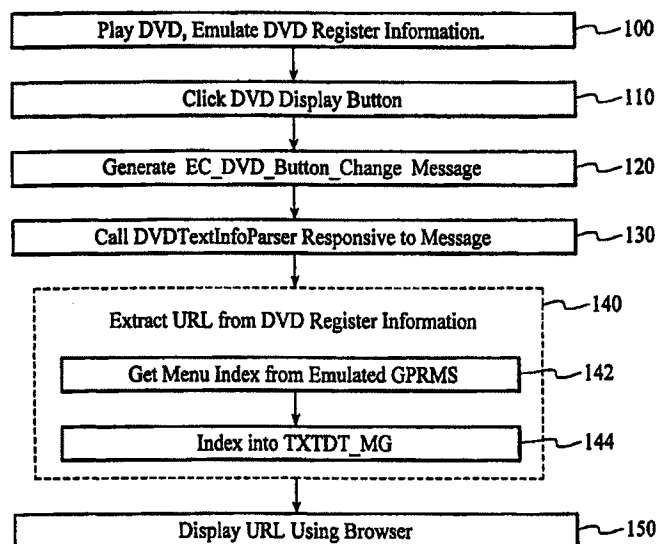 Play DVD, Emulate DVD Register Information.
100
Click DVD Display Button
110
Generate EC_DVD_Button_Change Message
120
Call DVDTextInfoParser Responsive to Message
130
140
Extract URL from DVD Register Information
Get Menu Index from Emulated GPRMS
142
Index into TXTDT_MG
144
Display URL Using Browser
150